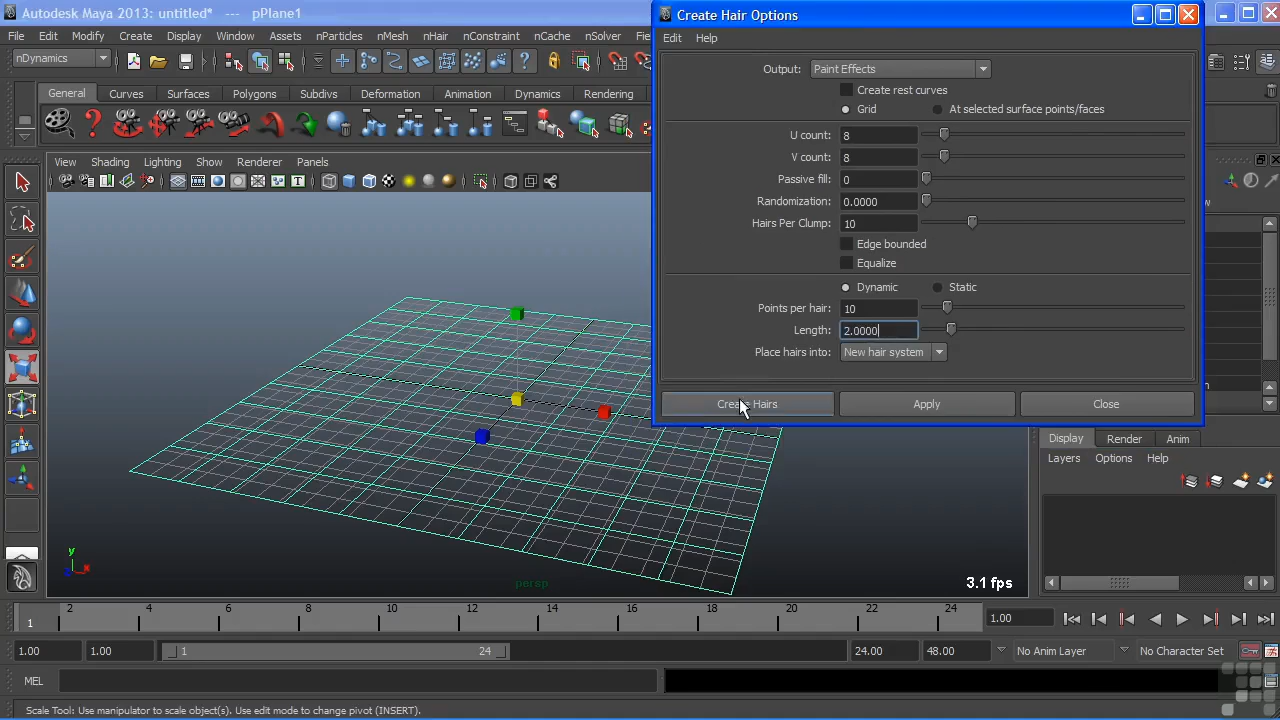 Autodesk Maya 2013: untitled* --- pPlane1
File Edit Modify Create Display Window Assets nParticles nMesh nHair nConstraint nCache nSolver
nDynamics
General Curves Surfaces Polygons Subdivs Deformation Animation Dynamics Rendering
View Shading Lighting Show Renderer Panels
Create Hair Options
Edit Help
Output: Paint Effects
Create rest curves
Grid At selected surface points/faces
U count: 8
V count: 8
Passive fill: 0
Randomization: 0.0000
Hairs Per Clump: 10
Edge bounded
Equalize
Dynamic Static
Points per hair: 10
Length: 2.0000
Place hairs into: New hair system
Create Hairs Apply Close
y
z x
persp
3.1 fps
Display Render Anim
Layers Options Help
1 2 4 6 8 10 12 14 16 18 20 22 24
1.00
1.00 1.00 1 24 24.00 48.00 No Anim Layer No Character Set
MEL
Scale Tool: Use manipulator to scale object(s). Use edit mode to change pivot (INSERT).